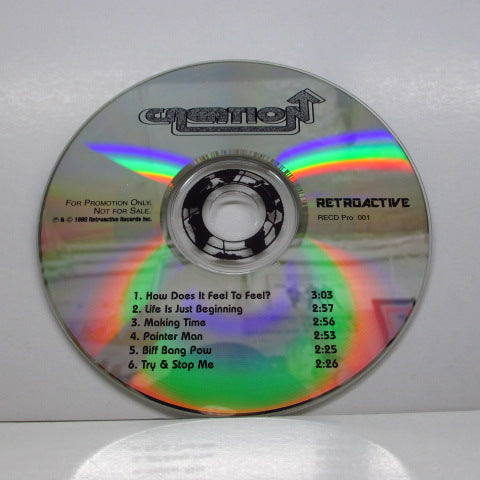 CREATION
FOR PROMOTION ONLY.
NOT FOR SALE.
℗ & © 1998 Retroactive Records Inc.
RETROACTIVE
RECD Pro 001
1. How Does It Feel To Feel? 3:03
2. Life Is Just Beginning 2:57
3. Making Time 2:56
4. Painter Man 2:53
5. Biff Bang Pow 2:25
6. Try & Stop Me 2:26